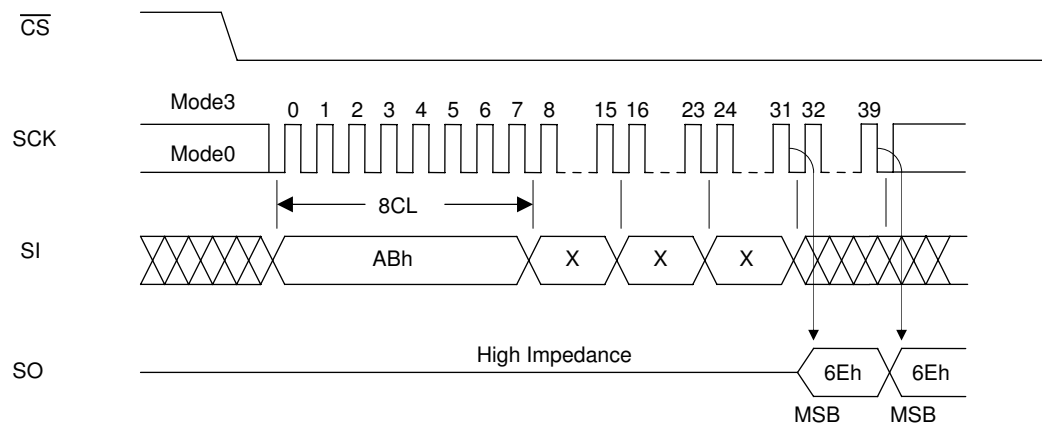 CS
Mode3
0 1 2 3 4 5 6 7 8 15 16 23 24 31 32 39
SCK
Mode0
8CL
SI
ABh X X X
High Impedance
SO
6Eh 6Eh
MSB MSB